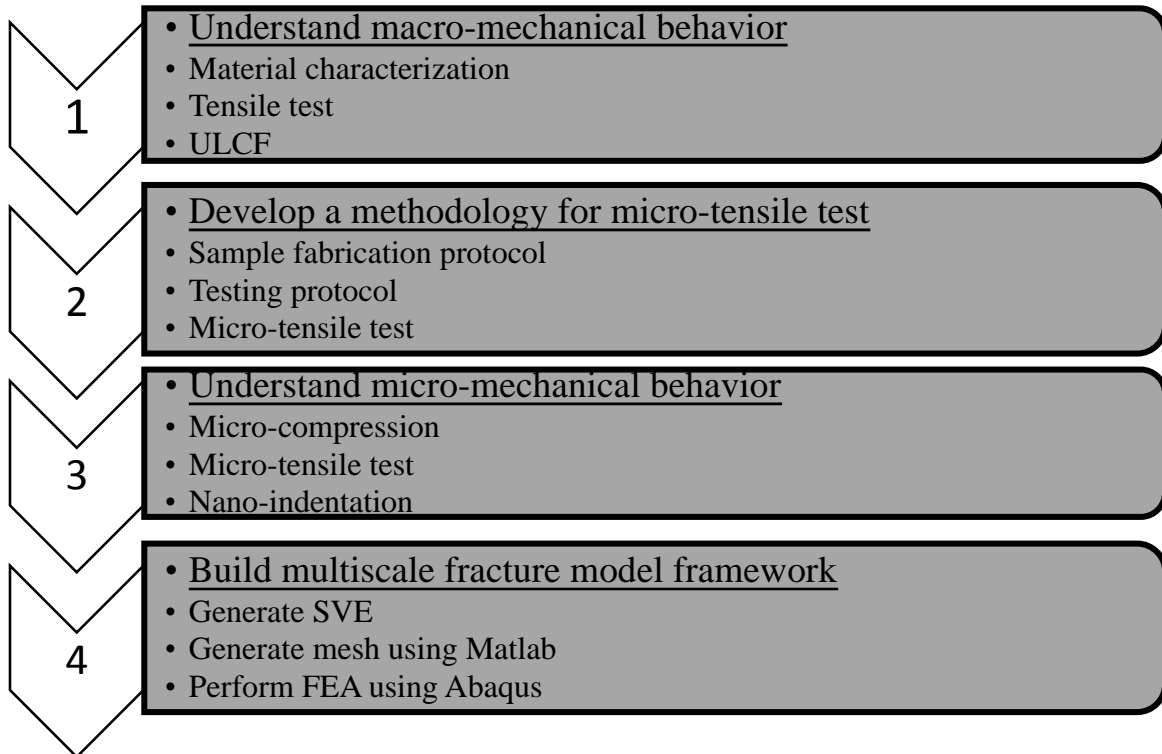 1
• Understand macro-mechanical behavior
• Material characterization
• Tensile test
• ULCF
2
• Develop a methodology for micro-tensile test
• Sample fabrication protocol
• Testing protocol
• Micro-tensile test
3
• Understand micro-mechanical behavior
• Micro-compression
• Micro-tensile test
• Nano-indentation
4
• Build multiscale fracture model framework
• Generate SVE
• Generate mesh using Matlab
• Perform FEA using Abaqus